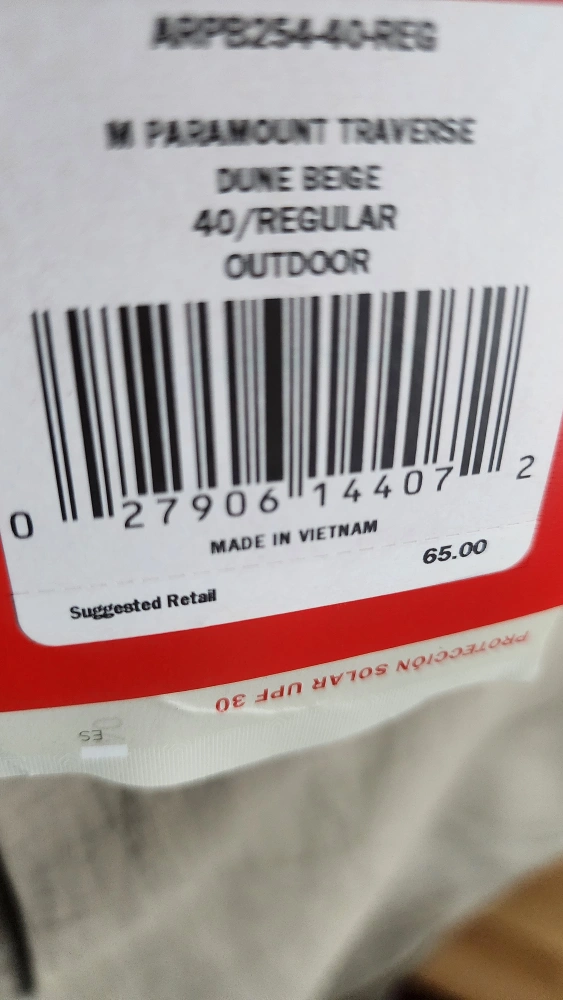 ARPB254-40-REG
M PARAMOUNT TRAVERSE
DUNE BEIGE
40/REGULAR
OUTDOOR
0 27906 14407 2
MADE IN VIETNAM
Suggested Retail 65.00
PROTECCIÓN SOLAR UPF 30
ES